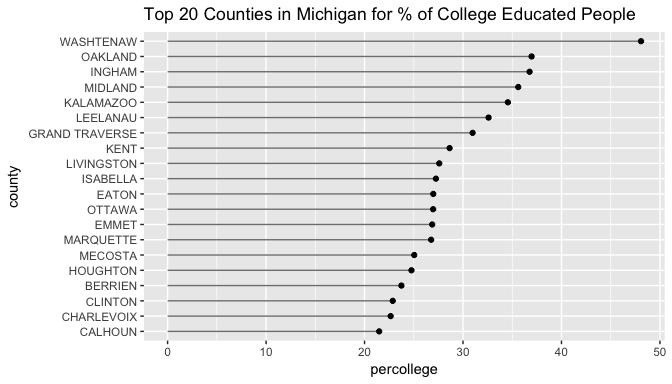 Top 20 Counties in Michigan for % of College Educated People
WASHTENAW
OAKLAND
INGHAM
MIDLAND
KALAMAZOO
LEELANAU
GRAND TRAVERSE
KENT
LIVINGSTON
ISABELLA
EATON
OTTAWA
EMMET
MARQUETTE
MECOSTA
HOUGHTON
BERRIEN
CLINTON
CHARLEVOIX
CALHOUN
county
0 10 20 30 40 50
percollege